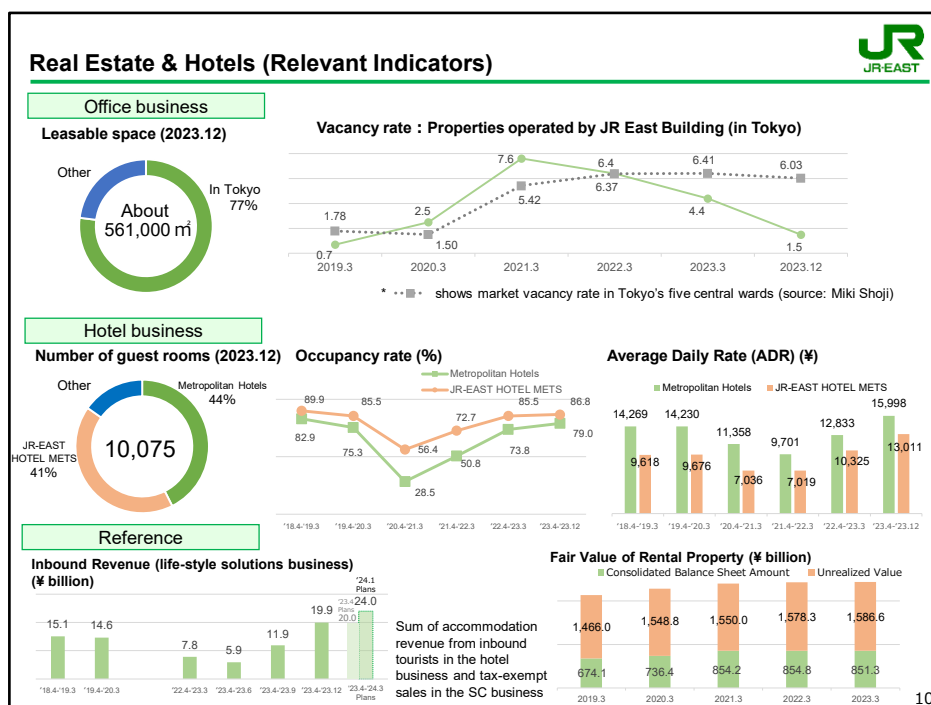 Real Estate & Hotels (Relevant Indicators)
JR
JR-EAST
Office business
Leasable space (2023.12)
Other
In Tokyo
77%
About
561,000 ㎡
Vacancy rate：Properties operated by JR East Building (in Tokyo)
7.6
6.4
6.41
6.03
1.78
2.5
5.42
6.37
4.4
0.7
1.50
1.5
2019.3 2020.3 2021.3 2022.3 2023.3 2023.12
* shows market vacancy rate in Tokyo's five central wards (source: Miki Shoji)
Hotel business
Number of guest rooms (2023.12)
Other
Metropolitan Hotels
44%
JR-EAST
HOTEL METS
41%
10,075
Occupancy rate (%)
Metropolitan Hotels
JR-EAST HOTEL METS
89.9 85.5 56.4 72.7 85.5 86.8
82.9 75.3 28.5 50.8 73.8 79.0
'18.4-'19.3 '19.4-'20.3 '20.4-'21.3 '21.4-'22.3 '22.4-'23.3 '23.4-'23.12
Average Daily Rate (ADR) (¥)
Metropolitan Hotels JR-EAST HOTEL METS
14,269 14,230 11,358 9,701 12,833 15,998
9,618 9,676 7,036 7,019 10,325 13,011
'18.4-'19.3 '19.4-'20.3 '20.4-'21.3 '21.4-'22.3 '22.4-'23.3 '23.4-'23.12
Reference
Inbound Revenue (life-style solutions business)
(¥ billion)
'24.1
Plans
'23.4
Plans
15.1 14.6 7.8 5.9 11.9 19.9 20.0 24.0
'18.4-'19.3 '19.4-'20.3 '22.4-'23.3 '23.4-'23.6 '23.4-'23.9 '23.4-'23.12 '23.4-'24.3
Plans
Sum of accommodation
revenue from inbound
tourists in the hotel
business and tax-exempt
sales in the SC business
Fair Value of Rental Property (¥ billion)
Consolidated Balance Sheet Amount Unrealized Value
1,466.0 1,548.8 1,550.0 1,578.3 1,586.6
674.1 736.4 854.2 854.8 851.3
2019.3 2020.3 2021.3 2022.3 2023.3
10